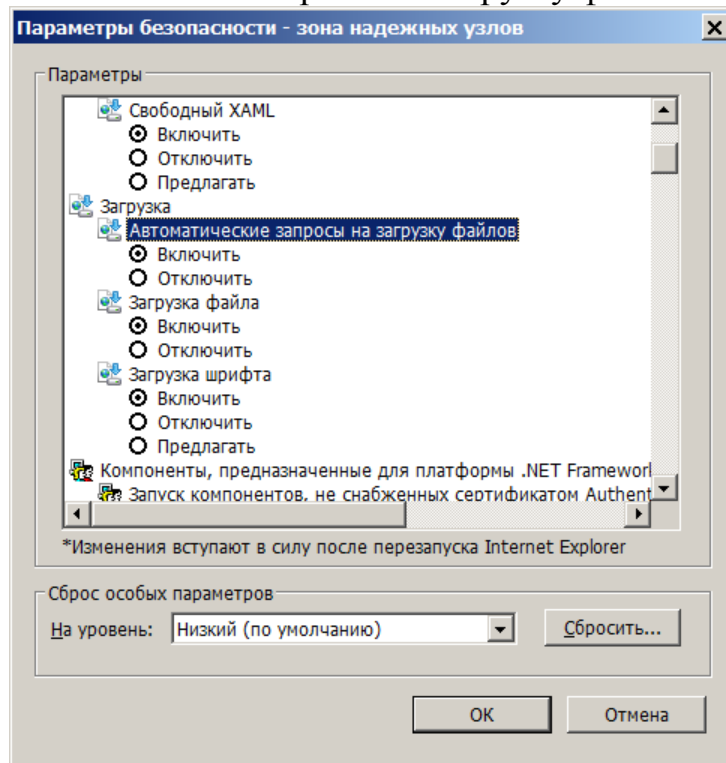 Параметры безопасности - зона надежных узлов
Параметры
Свободный XAML
Включить
Отключить
Предлагать
Загрузка
Автоматические запросы на загрузку файлов
Включить
Отключить
Загрузка файла
Включить
Отключить
Загрузка шрифта
Включить
Отключить
Предлагать
Компоненты, предназначенные для платформы .NET Framewor
Запуск компонентов, не снабженных сертификатом Authent
*Изменения вступают в силу после перезапуска Internet Explorer
Сброс особых параметров
На уровень: Низкий (по умолчанию) Сбросить...
ОК Отмена